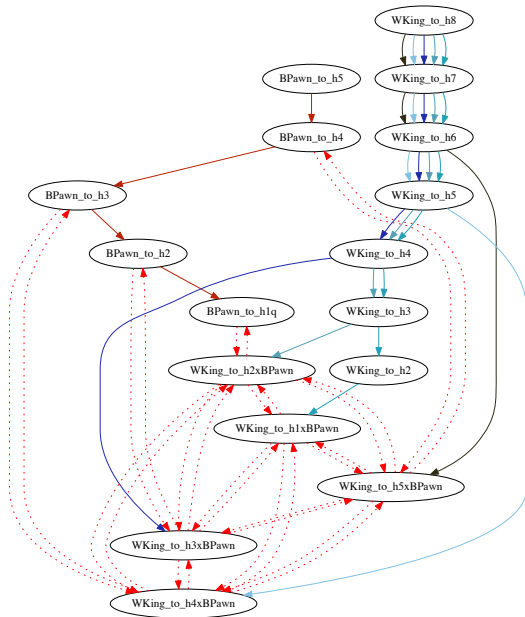 WKing_to_h8
BPawn_to_h5
WKing_to_h7
BPawn_to_h4
WKing_to_h6
BPawn_to_h3
WKing_to_h5
BPawn_to_h2
WKing_to_h4
BPawn_to_h1q
WKing_to_h3
WKing_to_h2xBPawn
WKing_to_h2
WKing_to_h1xBPawn
WKing_to_h5xBPawn
WKing_to_h3xBPawn
WKing_to_h4xBPawn